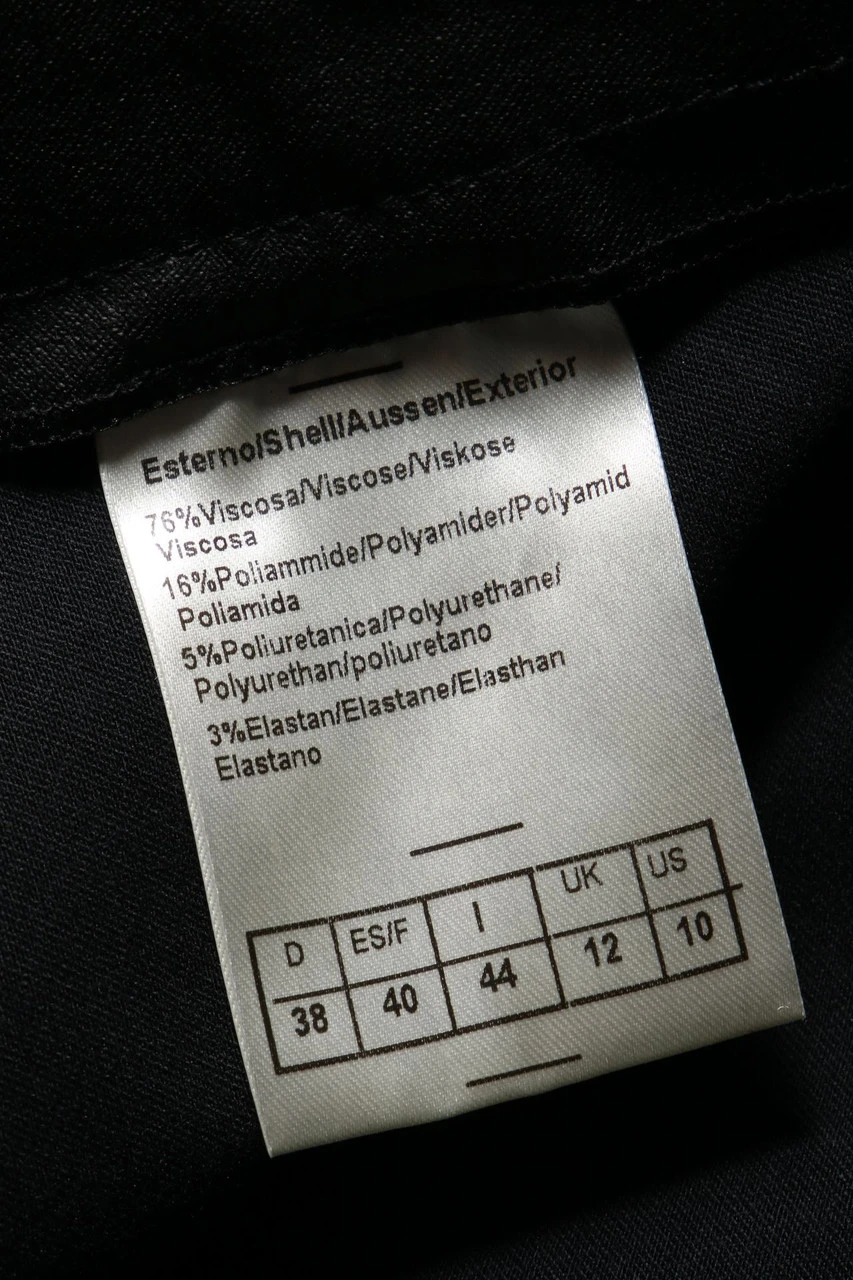 Esterno/Shell/Aussen/Exterior
76%Viscosa/Viscose/Viskose
Viscosa
16%Poliammide/Polyamider/Polyamid
Poliamida
5%Poliuretanica/Polyurethane/
Polyurethan/poliuretano
3%Elastan/Elastane/Elasthan
Elastano
D ES/F I UK US
38 40 44 12 10